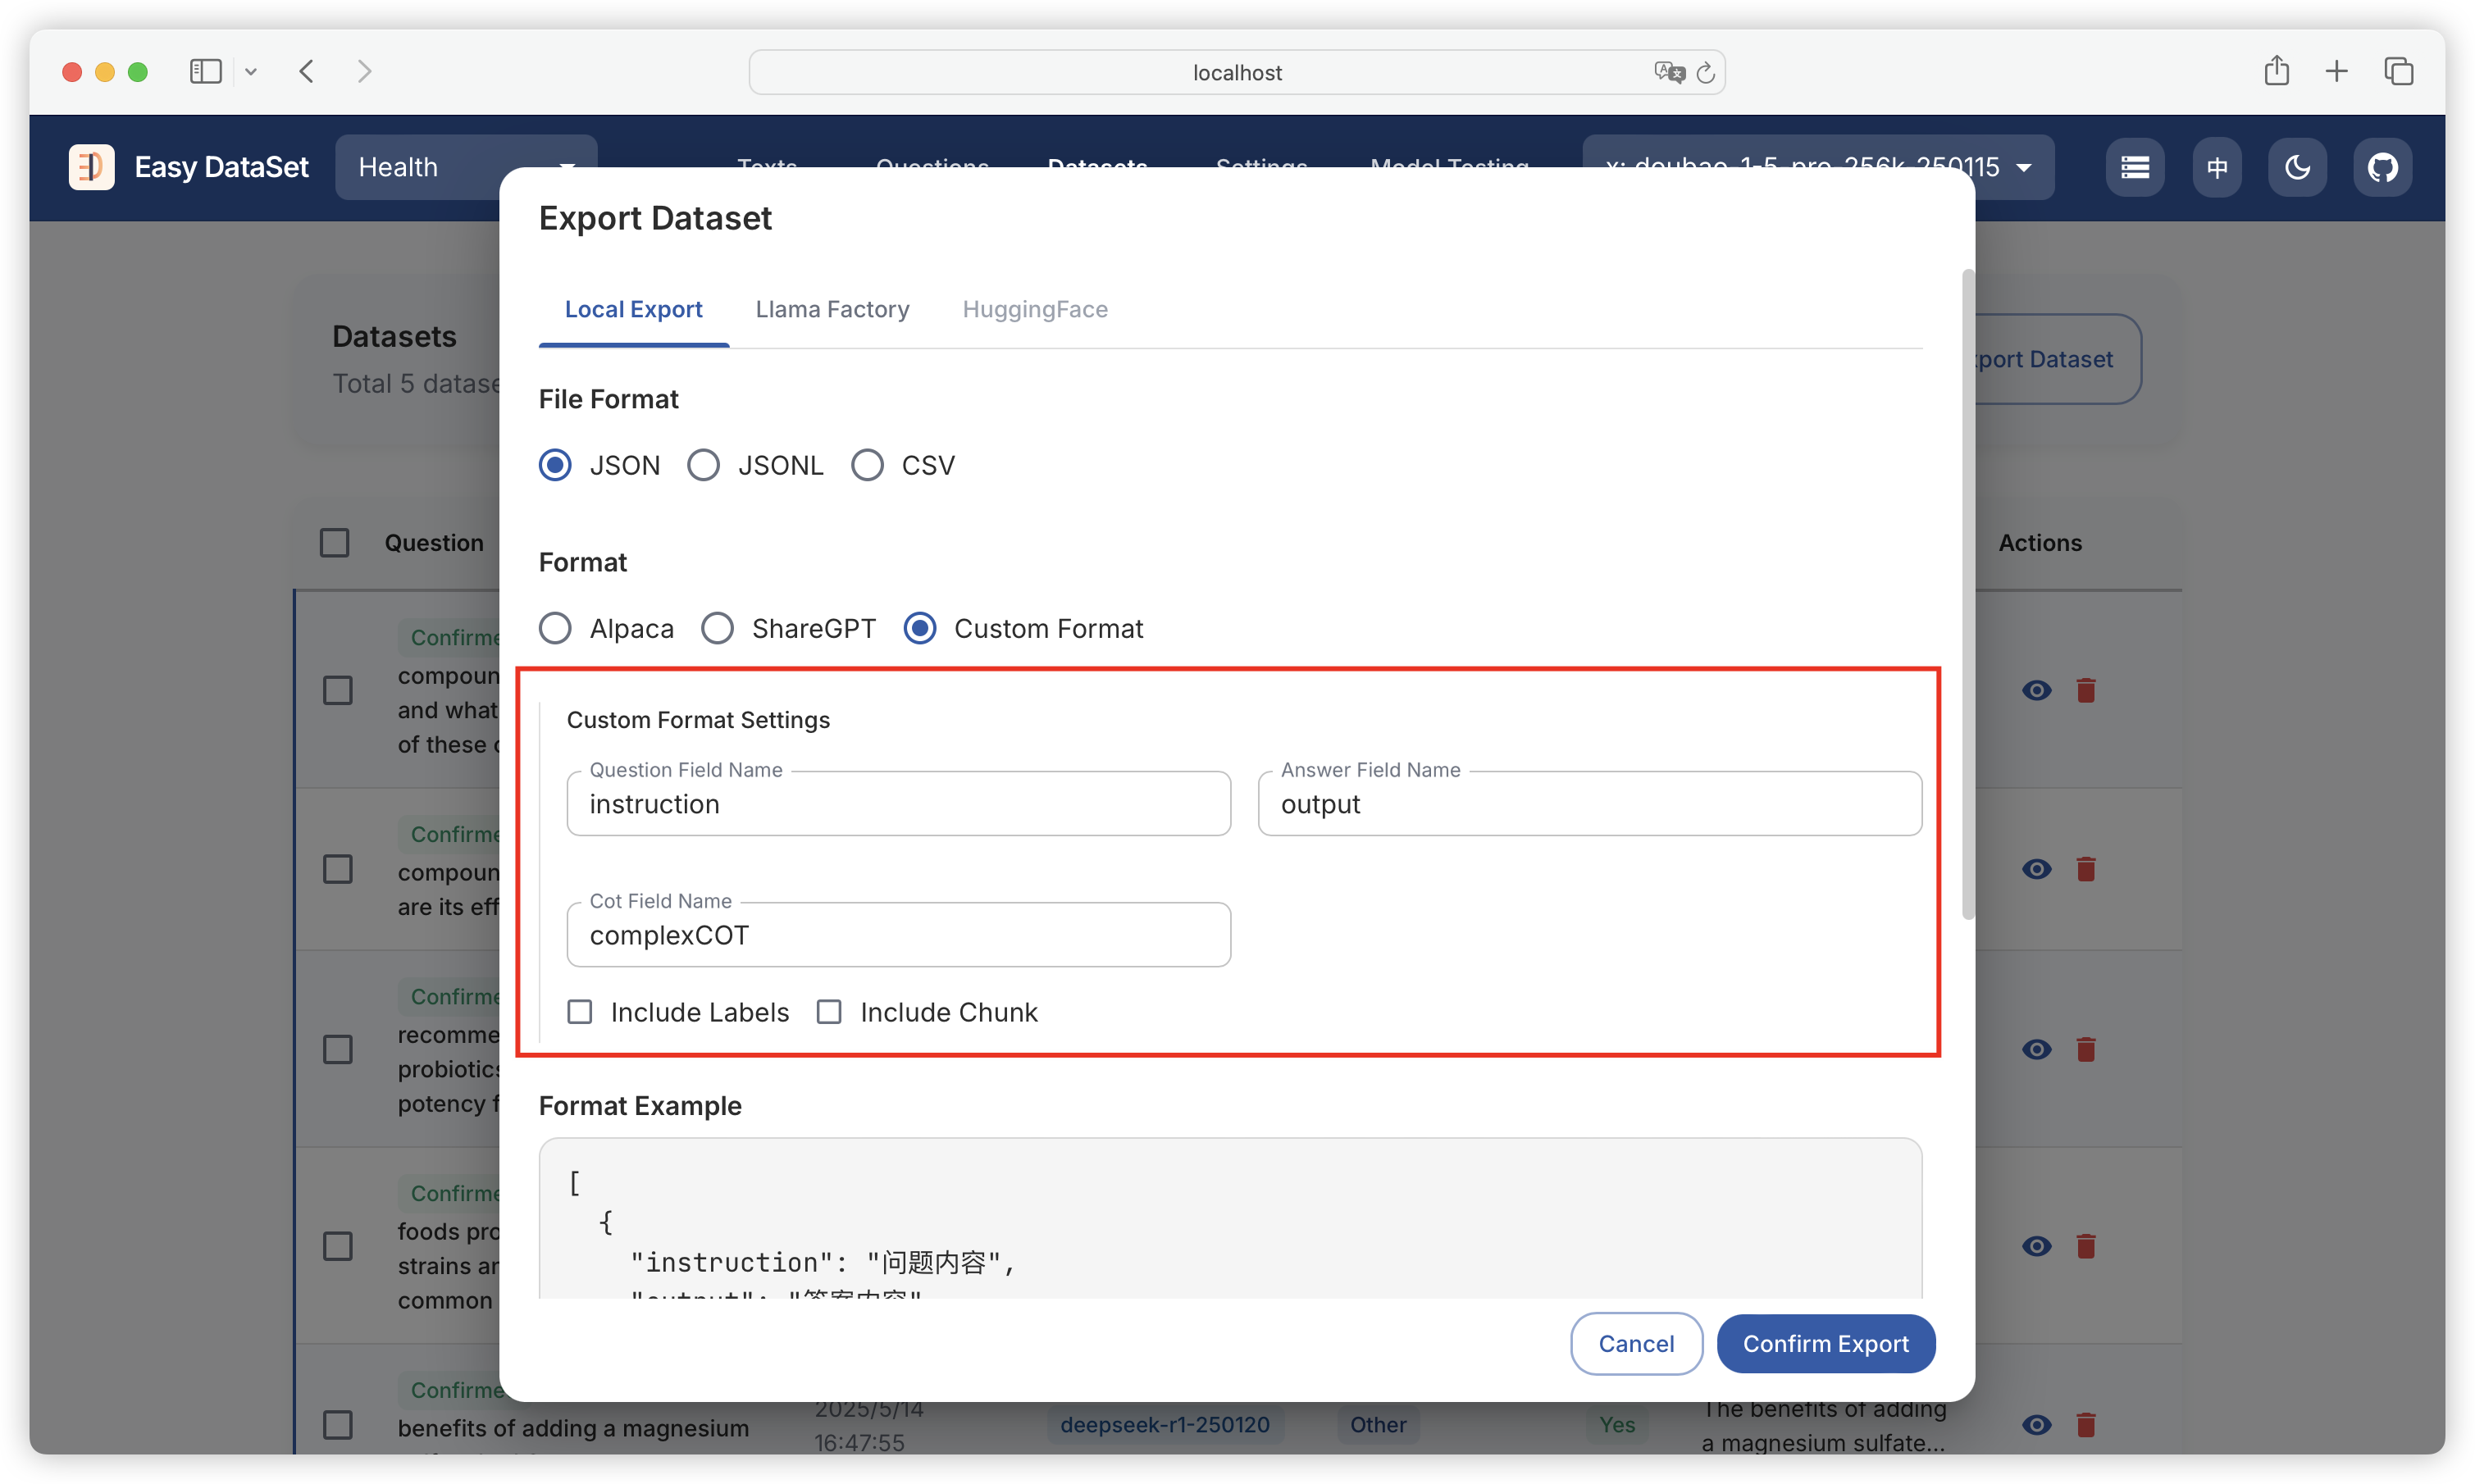 localhost
Easy DataSet
Health
Texts
Questions
Datasets
Settings
Model Testing
x: doubao-1-5-pro-256k-250115
中
Export Dataset
Local Export
Llama Factory
HuggingFace
Datasets
Total 5
port Dataset
File Format
JSON
JSONL
CSV
Question
Actions
Format
Alpaca
ShareGPT
Custom Format
Confirme
compoun
and what
of these
Custom Format Settings
Question Field Name
instruction
Answer Field Name
output
Confirme
compoun
are its eff
Cot Field Name
complexCOT
Include Labels
Include Chunk
Confirme
recomme
probiotics
potency f
Format Example
[
{
"instruction": "问题内容",
"output": "答案内容"
Confirme
foods pro
strains ar
common
Cancel
Confirm Export
Confirme
benefits of adding a magnesium
2025/5/14
16:47:55
deepseek-r1-250120
Other
Yes
The benefits of adding
a magnesium sulfate...